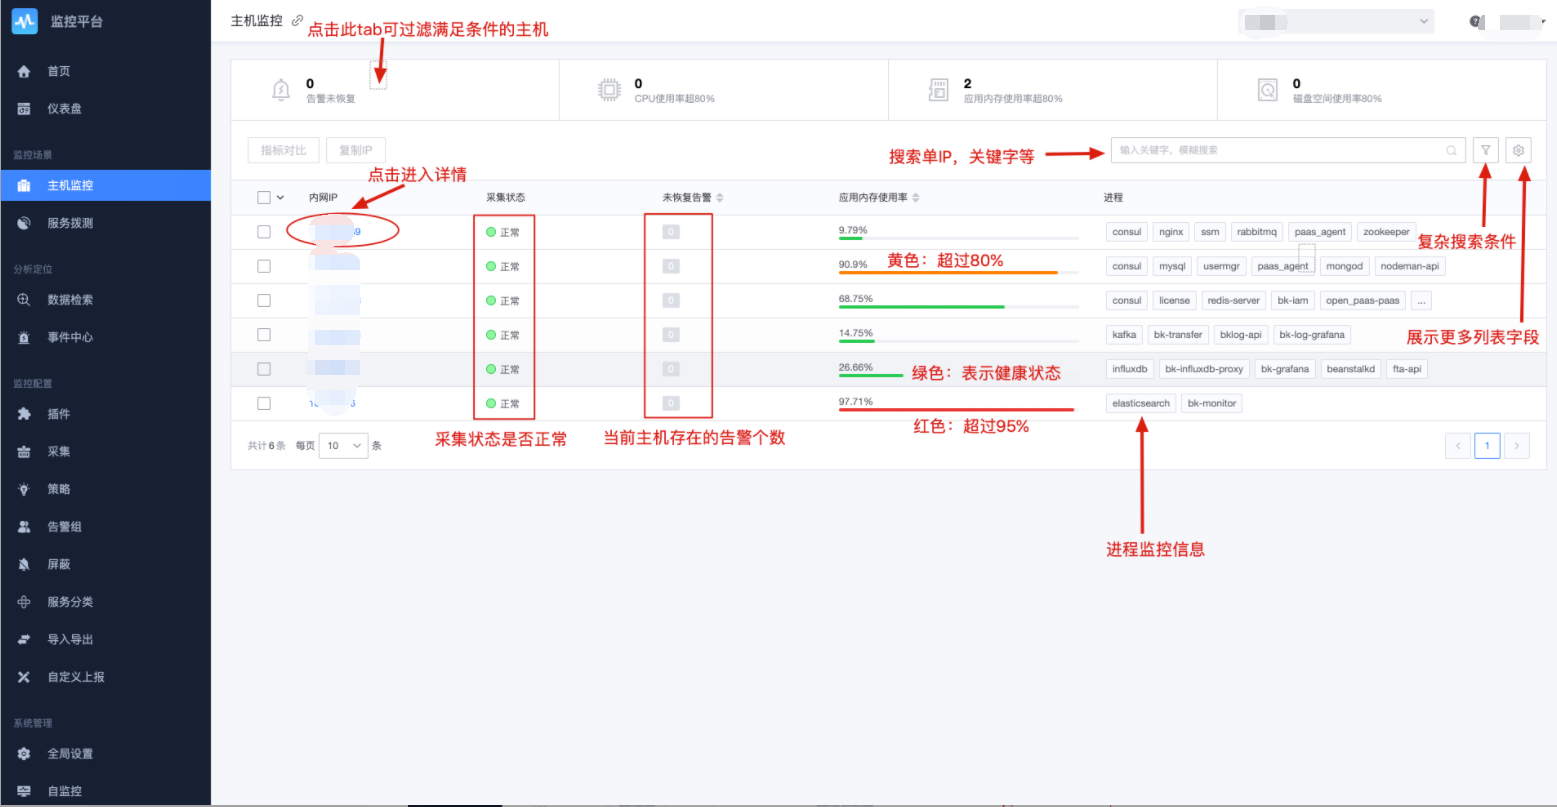 监控平台
首页
仪表盘
监控场景
主机监控
服务拨测
分析定位
数据检索
事件中心
监控配置
插件
采集
策略
告警组
屏蔽
服务分类
导入导出
自定义上报
系统管理
全局设置
自监控
主机监控
点击此tab可过滤满足条件的主机
0
告警未恢复
0
CPU使用率超80%
2
应用内存使用率超80%
0
磁盘空间使用率80%
指标对比
复制IP
搜索单IP，关键字等
输入关键字，模糊搜索
点击进入详情
内网IP
采集状态
未恢复告警
应用内存使用率
进程
正常
0
9.79%
consul
nginx
ssm
rabbitmq
paas_agent
zookeeper
复杂搜索条件
正常
0
90.9%
黄色：超过80%
consul
mysql
usermgr
paas_agent
mongod
nodeman-api
正常
0
68.75%
consul
license
redis-server
bk-iam
open_paas-paas
...
正常
0
14.75%
kafka
bk-transfer
bklog-api
bk-log-grafana
展示更多列表字段
正常
0
26.66%
绿色：表示健康状态
influxdb
bk-influxdb-proxy
bk-grafana
beanstalkd
fta-api
正常
0
97.71%
elasticsearch
bk-monitor
红色：超过95%
采集状态是否正常
当前主机存在的告警个数
共计6条
每页
10
条
1
进程监控信息